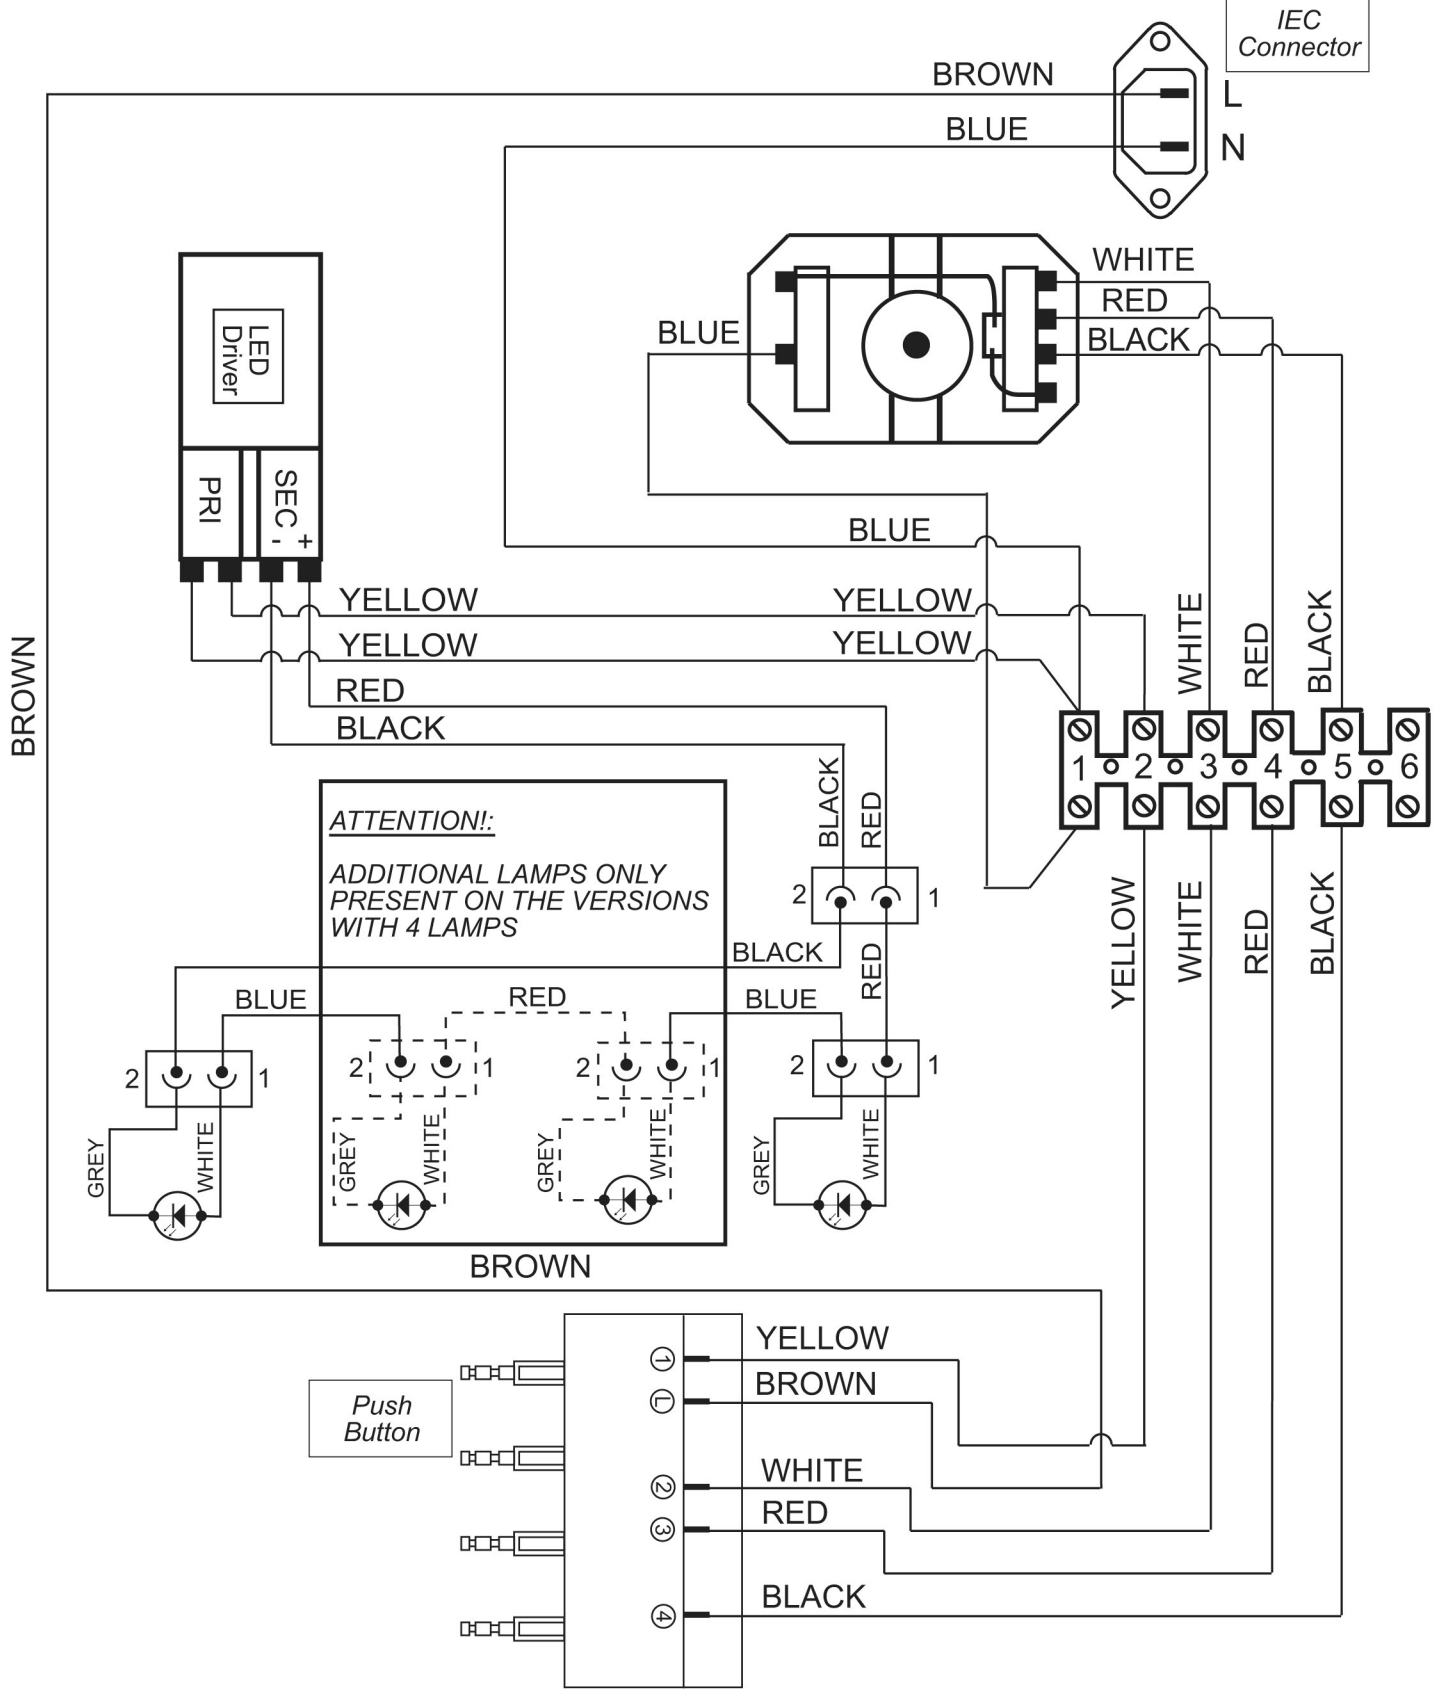 IEC
Connector
BROWN
L
BLUE
N
WHITE
RED
BLACK
BLUE
LED
Driver
PRI
SEC
- +
BLUE
YELLOW
YELLOW
YELLOW
YELLOW
RED
BLACK
BROWN
WHITE
RED
BLACK
1
2
3
4
5
6
ATTENTION!:
ADDITIONAL LAMPS ONLY
PRESENT ON THE VERSIONS
WITH 4 LAMPS
BLACK
RED
2
1
BLACK
RED
YELLOW
WHITE
RED
BLACK
BLUE
RED
BLUE
2
1
2
1
2
1
2
1
GREY
WHITE
GREY
WHITE
GREY
WHITE
GREY
WHITE
BROWN
Push
Button
1
L
2
3
4
YELLOW
BROWN
WHITE
RED
BLACK